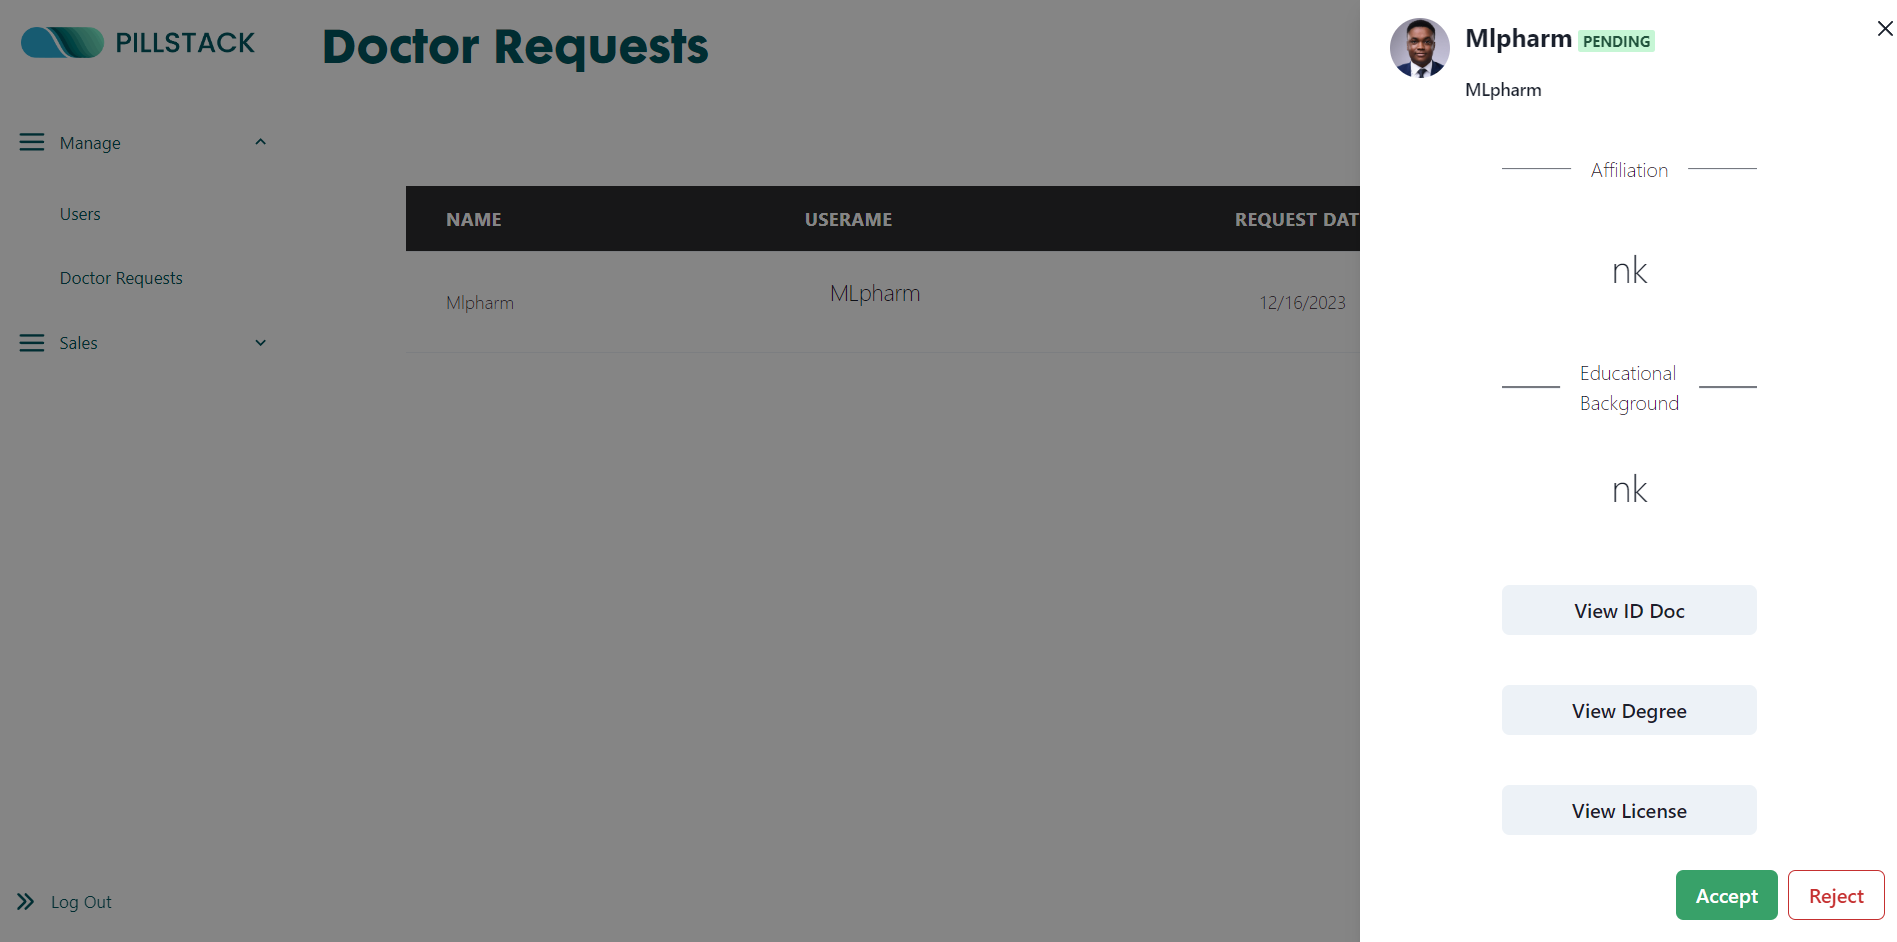 PILLSTACK
Doctor Requests
Manage
Users
Doctor Requests
Sales
Log Out
NAME USERAME REQUEST DAT
Mlpharm MLpharm 12/16/2023
Mlpharm PENDING
MLpharm
Affiliation
nk
Educational
Background
nk
View ID Doc
View Degree
View License
Accept Reject